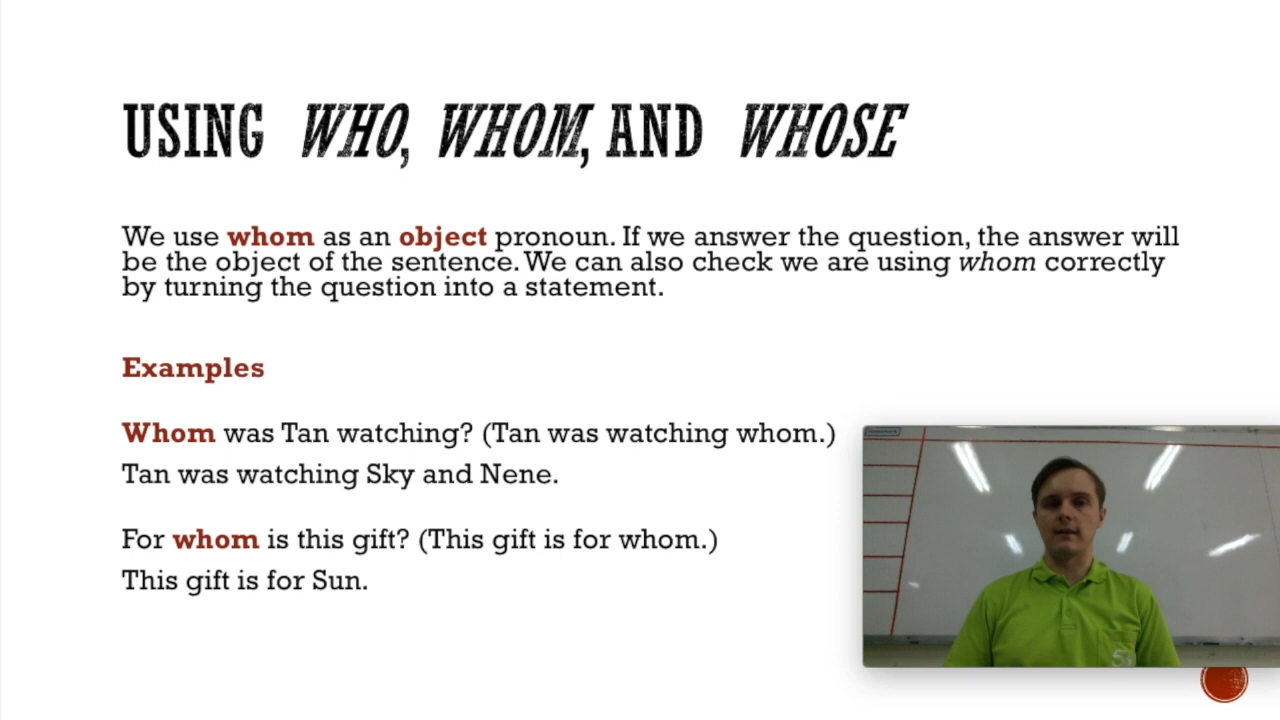 USING WHO, WHOM, AND WHOSE
We use whom as an object pronoun. If we answer the question, the answer will
be the object of the sentence. We can also check we are using whom correctly
by turning the question into a statement.
Examples
Whom was Tan watching? (Tan was watching whom.)
Tan was watching Sky and Nene.
For whom is this gift? (This gift is for whom.)
This gift is for Sun.